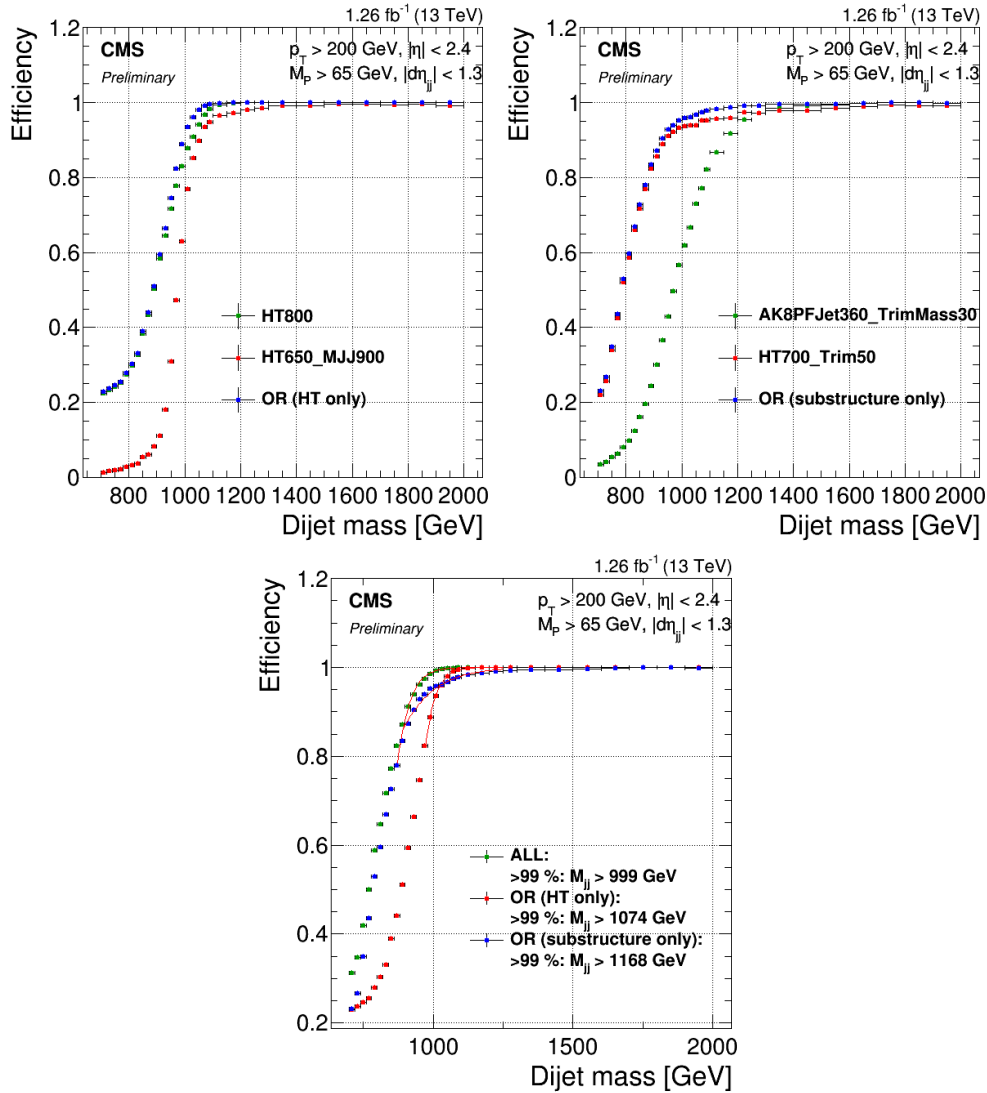 1.26 fb⁻¹ (13 TeV)
Efficiency
1.2
1
0.8
0.6
0.4
0.2
0
CMS
Preliminary
p_T > 200 GeV, |η| < 2.4
M_P > 65 GeV, |dη_jj| < 1.3
HT800
HT650_MJJ900
OR (HT only)
800 1000 1200 1400 1600 1800 2000
Dijet mass [GeV]
1.26 fb⁻¹ (13 TeV)
Efficiency
1.2
1
0.8
0.6
0.4
0.2
0
CMS
Preliminary
p_T > 200 GeV, |η| < 2.4
M_P > 65 GeV, |dη_jj| < 1.3
AK8PFJet360_TrimMass30
HT700_Trim50
OR (substructure only)
800 1000 1200 1400 1600 1800 2000
Dijet mass [GeV]
1.26 fb⁻¹ (13 TeV)
Efficiency
1.2
1
0.8
0.6
0.4
0.2
CMS
Preliminary
p_T > 200 GeV, |η| < 2.4
M_P > 65 GeV, |dη_jj| < 1.3
ALL:
>99 %: M_jj > 999 GeV
OR (HT only):
>99 %: M_jj > 1074 GeV
OR (substructure only):
>99 %: M_jj > 1168 GeV
1000 1500 2000
Dijet mass [GeV]